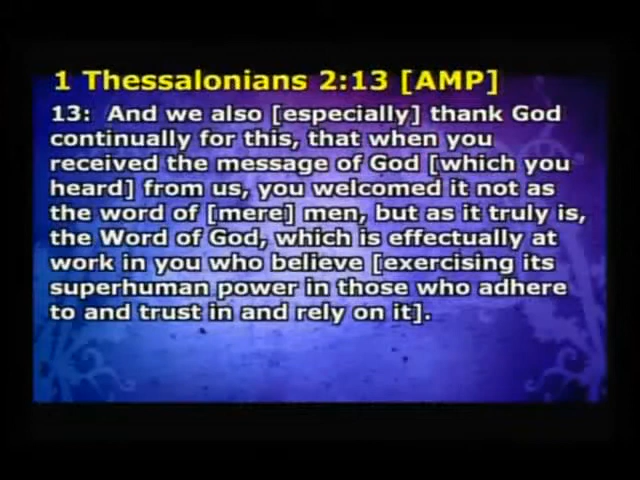 1 Thessalonians 2:13 [AMP]
13:  And we also [especially] thank God
continually for this, that when you
received the message of God [which you
heard] from us, you welcomed it not as
the word of [mere] men, but as it truly is,
the Word of God, which is effectually at
work in you who believe [exercising its
superhuman power in those who adhere
to and trust in and rely on it].